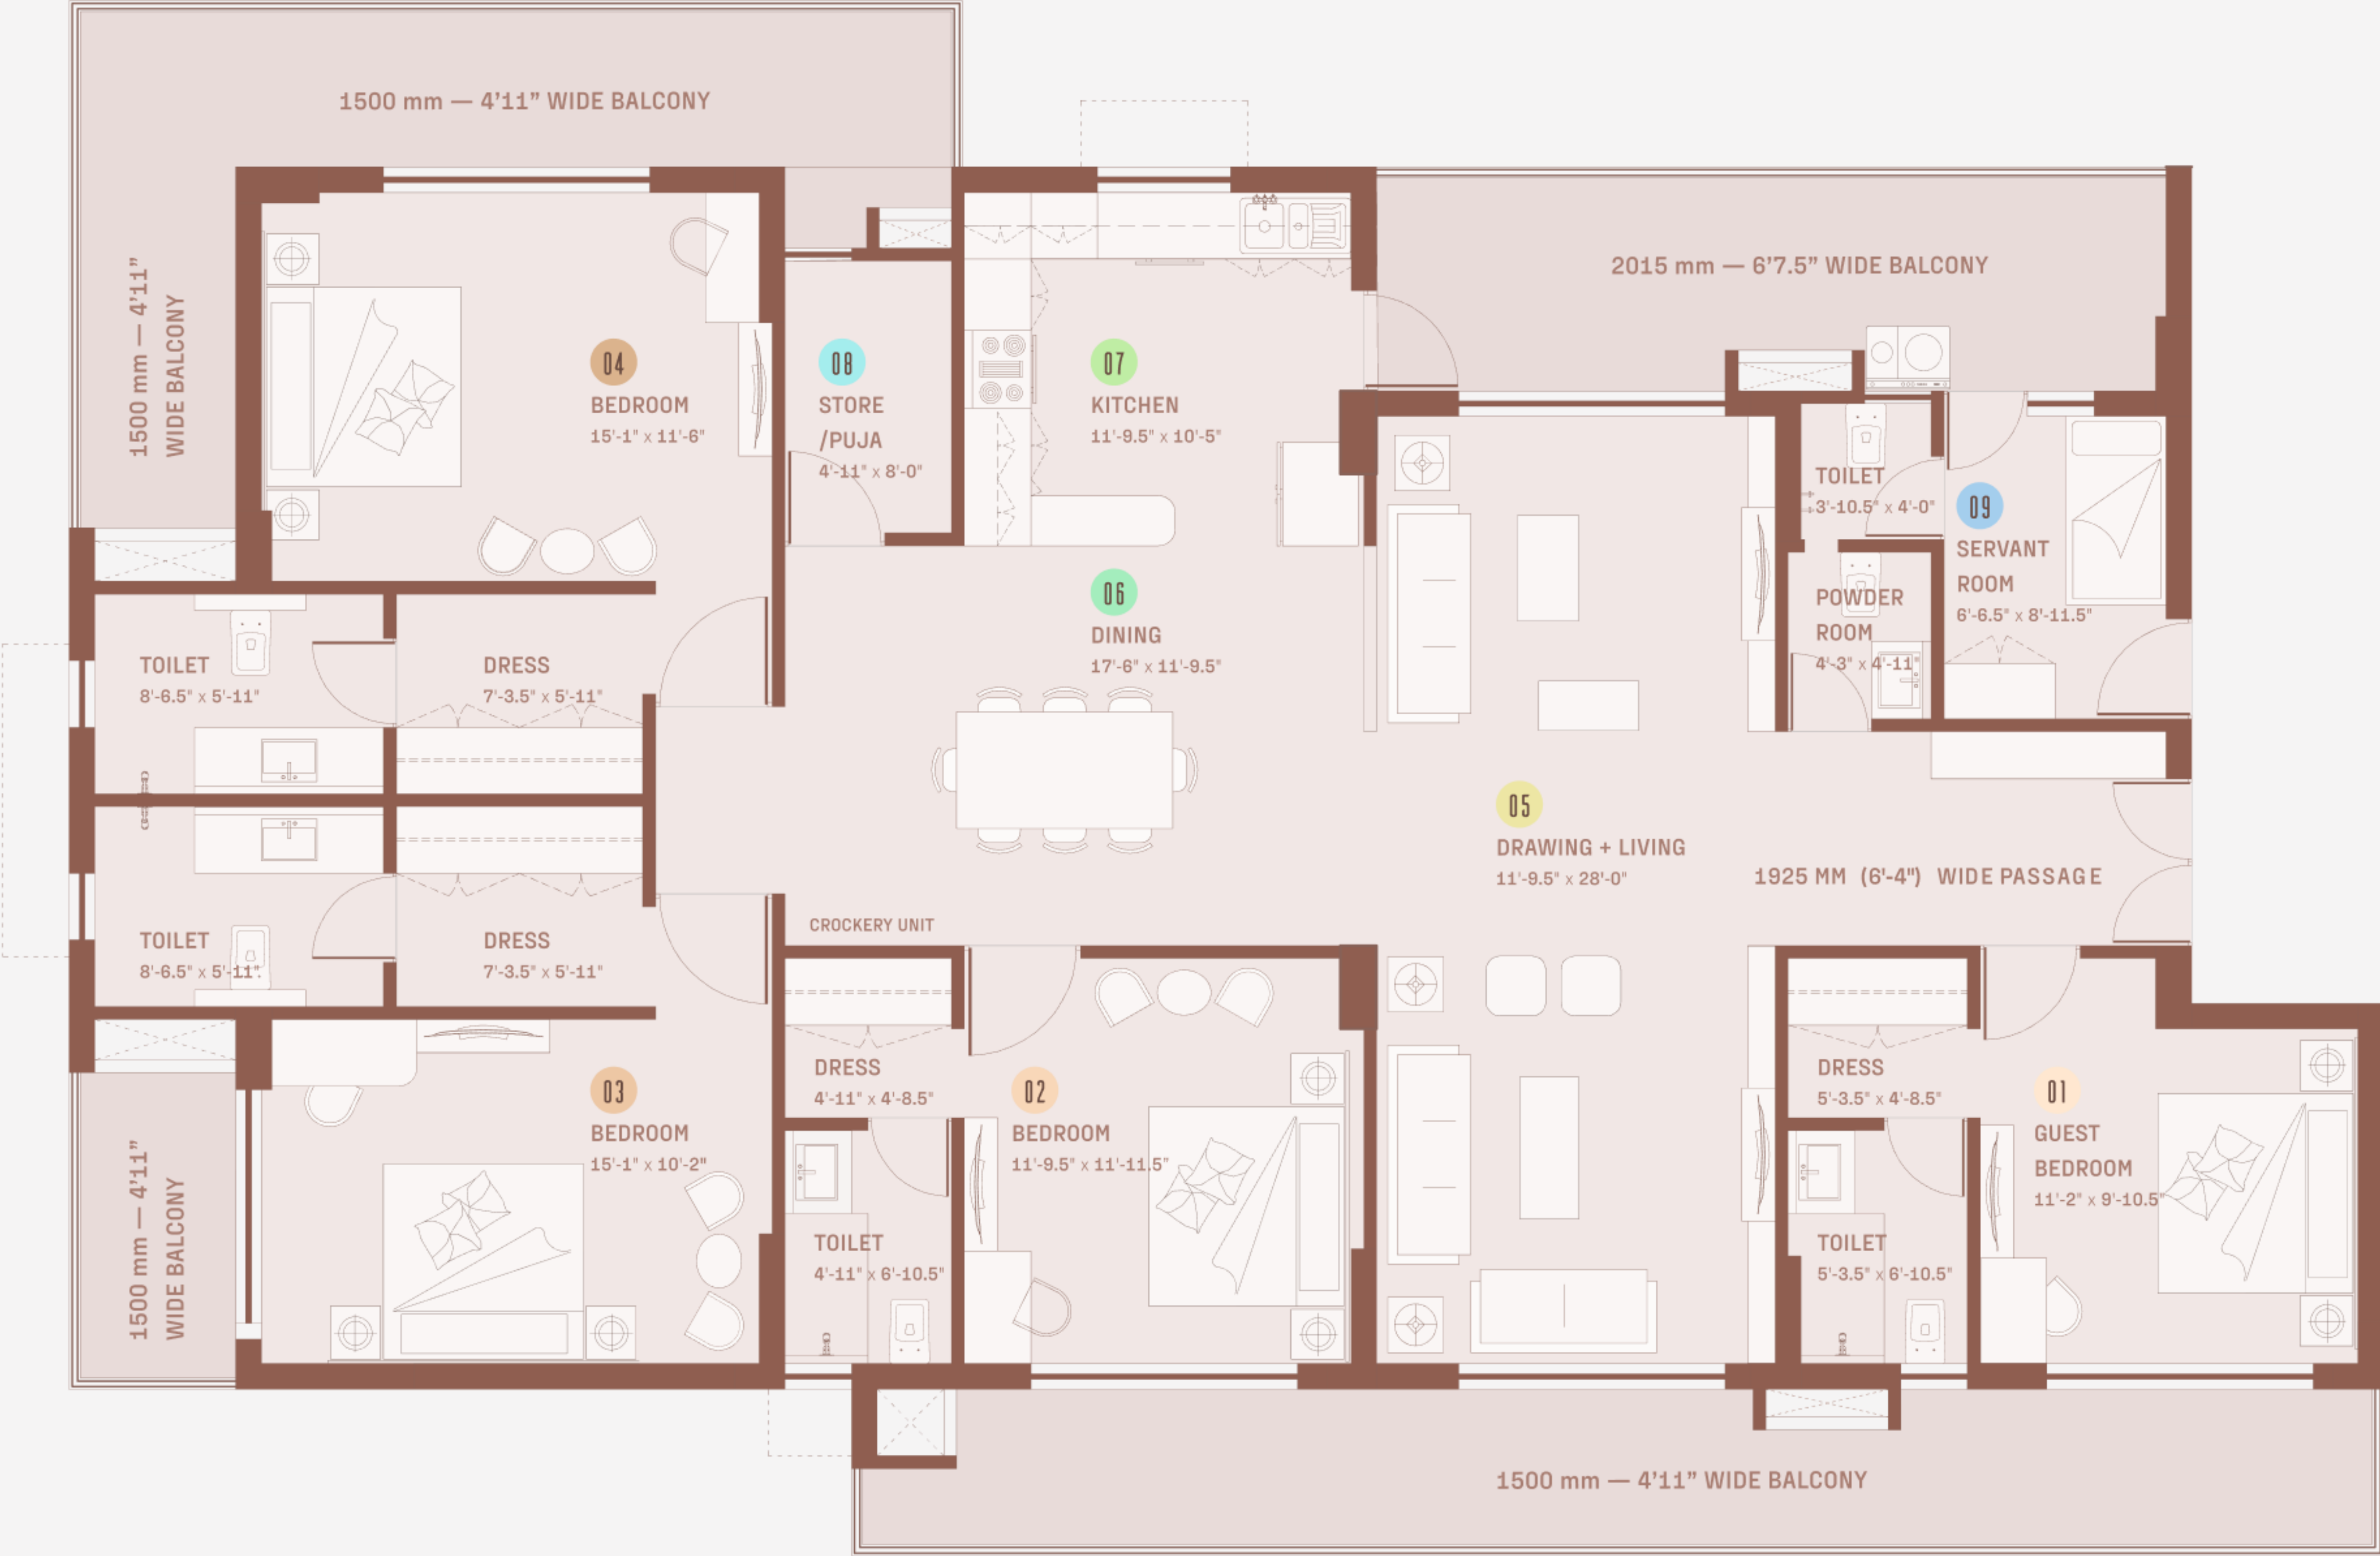 1500 mm — 4’11” WIDE BALCONY
1500 mm — 4’11”
WIDE BALCONY
2015 mm — 6’7.5” WIDE BALCONY
04
BEDROOM
15'-1" x 11'-6"
08
STORE
/PUJA
4'-11" x 8'-0"
07
KITCHEN
11'-9.5" x 10'-5"
TOILET
3'-10.5" x 4'-0"
09
SERVANT
ROOM
6'-6.5" x 8'-11.5"
POWDER
ROOM
4'-3" x 4'-11"
06
DINING
17'-6" x 11'-9.5"
TOILET
8'-6.5" x 5'-11"
DRESS
7'-3.5" x 5'-11"
05
DRAWING + LIVING
11'-9.5" x 28'-0"
1925 MM (6'-4") WIDE PASSAGE
CROCKERY UNIT
TOILET
8'-6.5" x 5'-11"
DRESS
7'-3.5" x 5'-11"
03
BEDROOM
15'-1" x 10'-2"
DRESS
4'-11" x 4'-8.5"
02
BEDROOM
11'-9.5" x 11'-11.5"
DRESS
5'-3.5" x 4'-8.5"
01
GUEST
BEDROOM
11'-2" x 9'-10.5"
TOILET
4'-11" x 6'-10.5"
TOILET
5'-3.5" x 6'-10.5"
1500 mm — 4’11”
WIDE BALCONY
1500 mm — 4’11” WIDE BALCONY